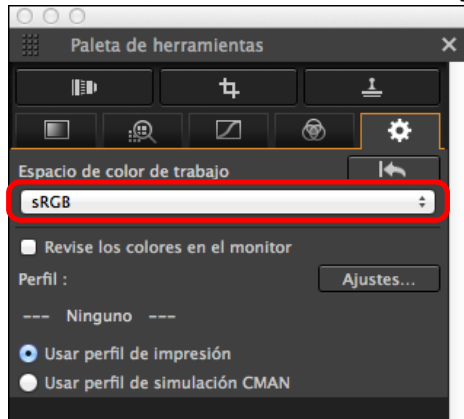 Paleta de herramientas
Espacio de color de trabajo
sRGB
Revise los colores en el monitor
Perfil :
Ajustes...
--- Ninguno ---
Usar perfil de impresión
Usar perfil de simulación CMAN